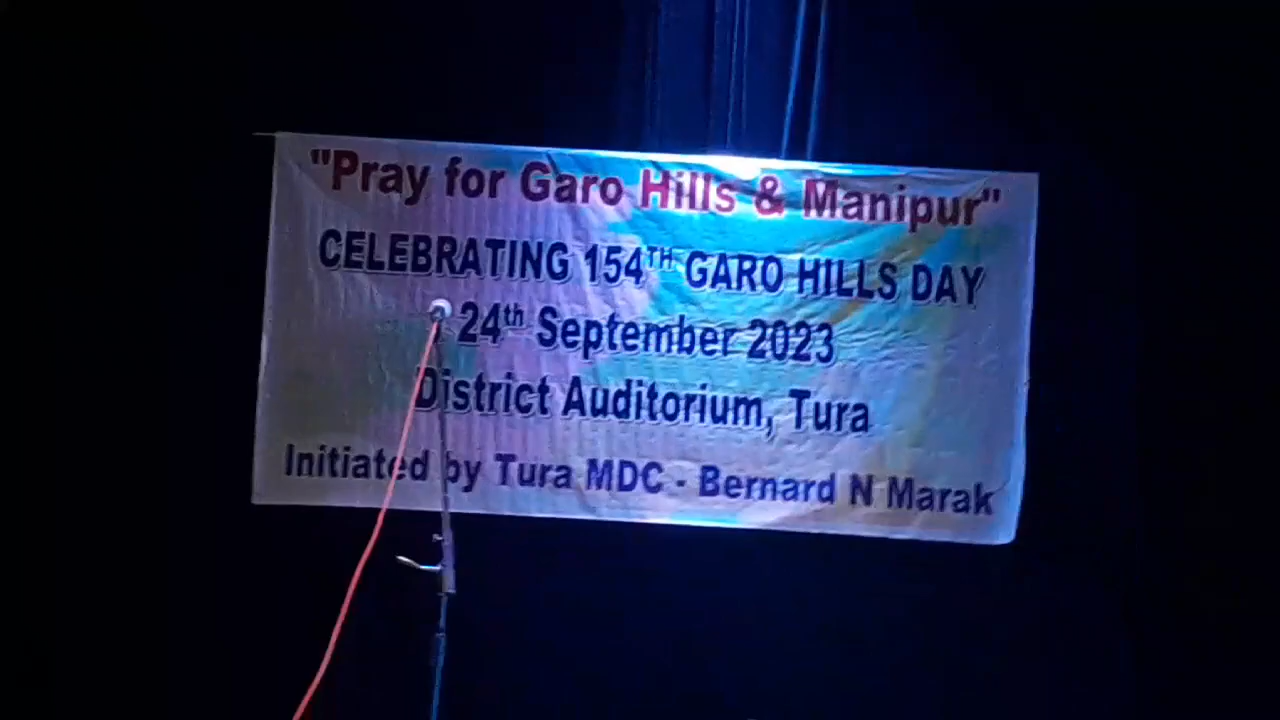 "Pray for Garo Hills & Manipur"
CELEBRATING 154TH GARO HILLS DAY
24th September 2023
District Auditorium, Tura
Initiated by Tura MDC - Bernard N Marak